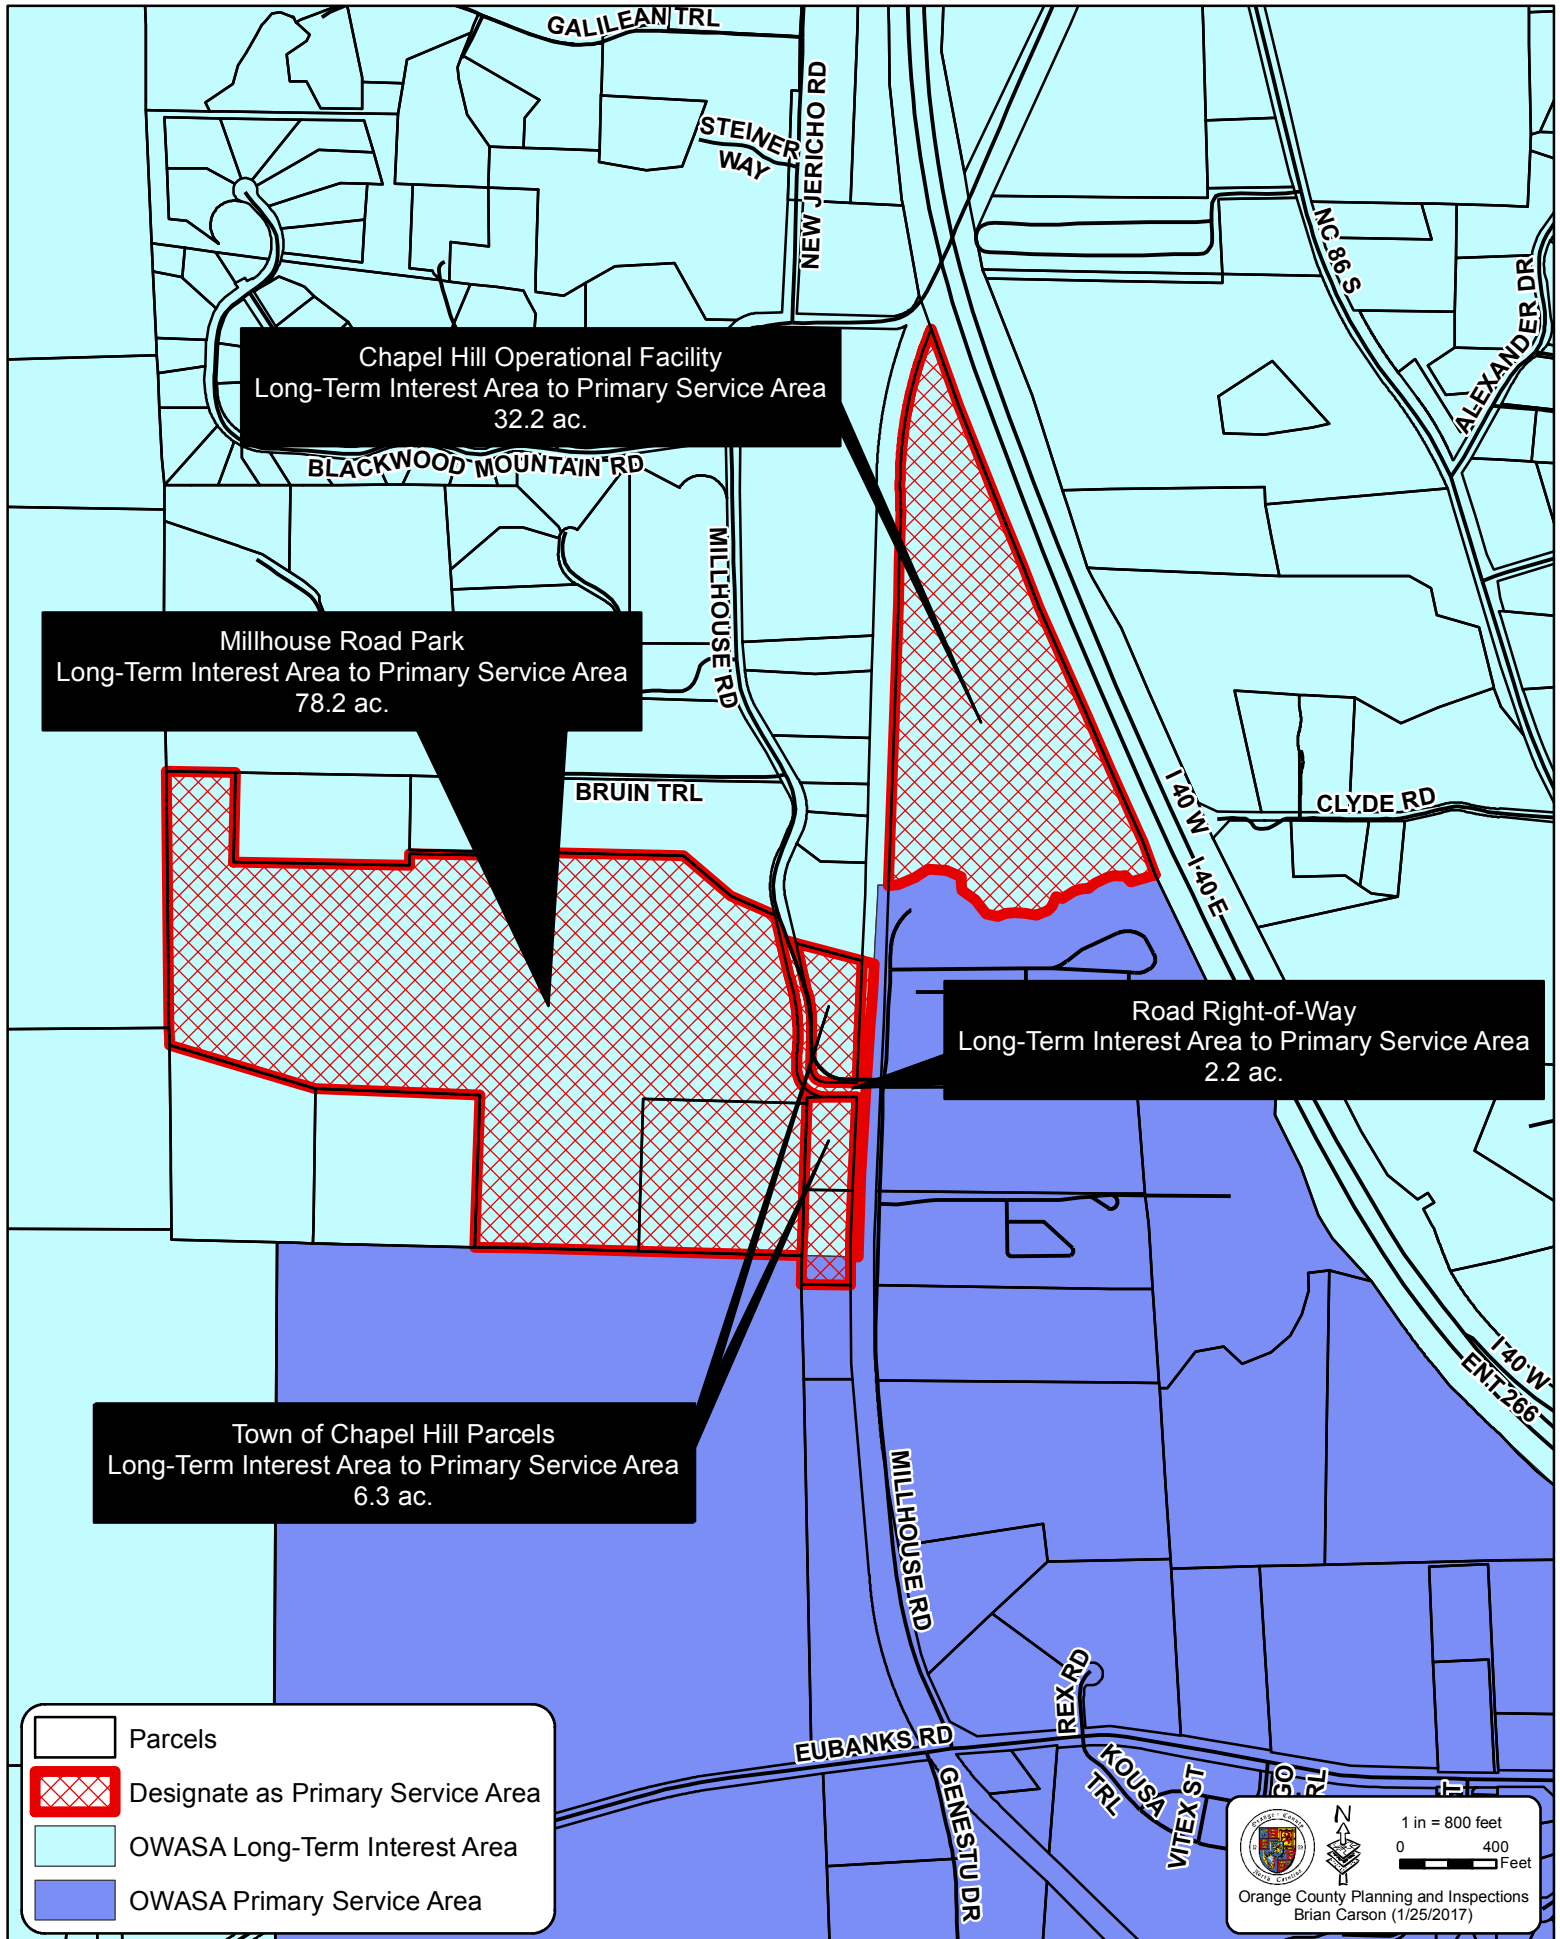 GALILEAN TRL
NEW JERICHO RD
STEINER
WAY
NC 86 S
ALEXANDER DR
Chapel Hill Operational Facility
Long-Term Interest Area to Primary Service Area
32.2 ac.
BLACKWOOD MOUNTAIN RD
MILLHOUSE RD
Millhouse Road Park
Long-Term Interest Area to Primary Service Area
78.2 ac.
BRUIN TRL
I 40 W
I 40 E
CLYDE RD
Road Right-of-Way
Long-Term Interest Area to Primary Service Area
2.2 ac.
I 40 W
ENT 266
Town of Chapel Hill Parcels
Long-Term Interest Area to Primary Service Area
6.3 ac.
MILLHOUSE RD
REX RD
EUBANKS RD
GENESTU DR
KOUSA
TRL
VITEX ST
GO
RL
Parcels
Designate as Primary Service Area
OWASA Long-Term Interest Area
OWASA Primary Service Area
N
1 in = 800 feet
0 400
Feet
Orange County Planning and Inspections
Brian Carson (1/25/2017)